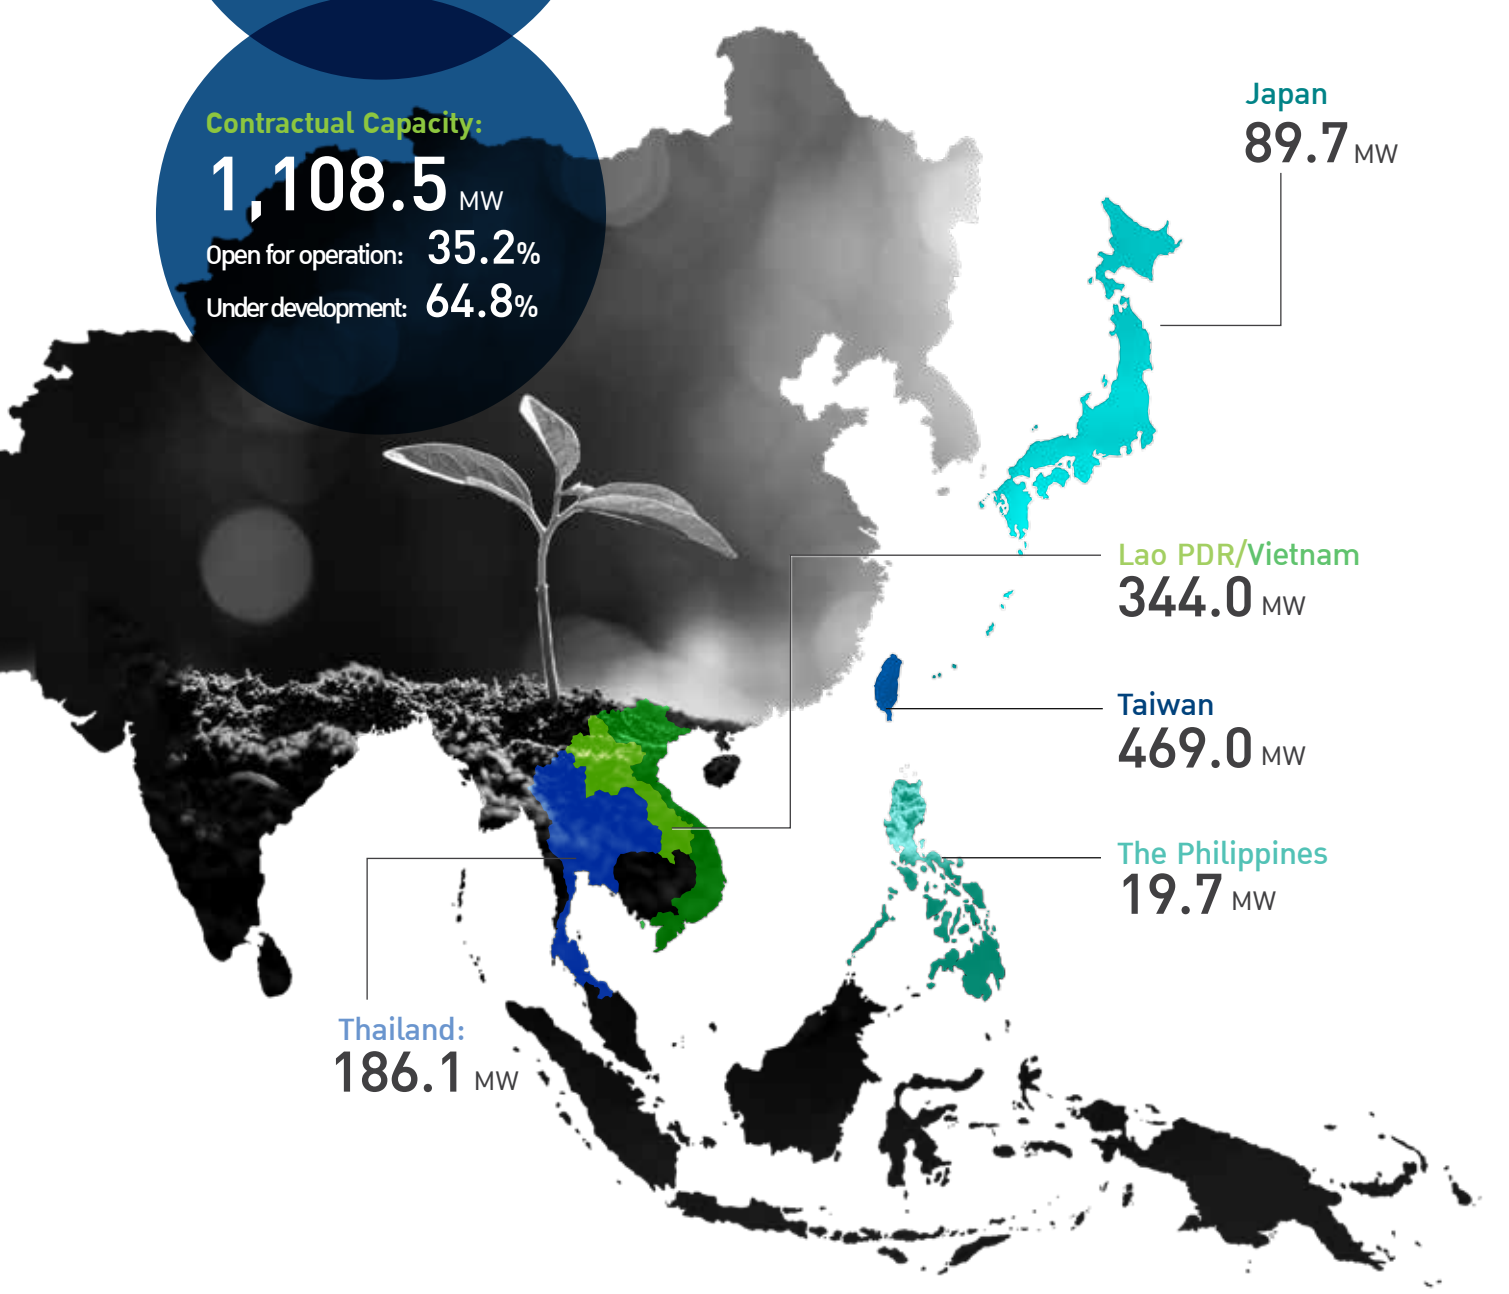 Contractual Capacity:
1,108.5 MW
Open for operation: 35.2%
Under development: 64.8%
Japan
89.7 MW
Lao PDR/Vietnam
344.0 MW
Taiwan
469.0 MW
The Philippines
19.7 MW
Thailand:
186.1 MW